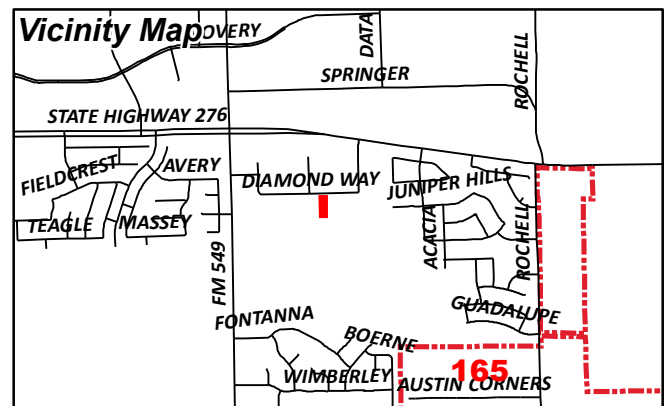 Vicinity Map
OVERY
DATA
SPRINGER
ROCHELL
STATE HIGHWAY 276
FIELDCREST
AVERY
DIAMOND WAY
JUNIPER HILLS
TEAGLE
MASSEY
FM 549
ACACIA
ROCHELL
GUADALUPE
FONTANNA
BOERNE
WIMBERLEY
165
AUSTIN CORNERS